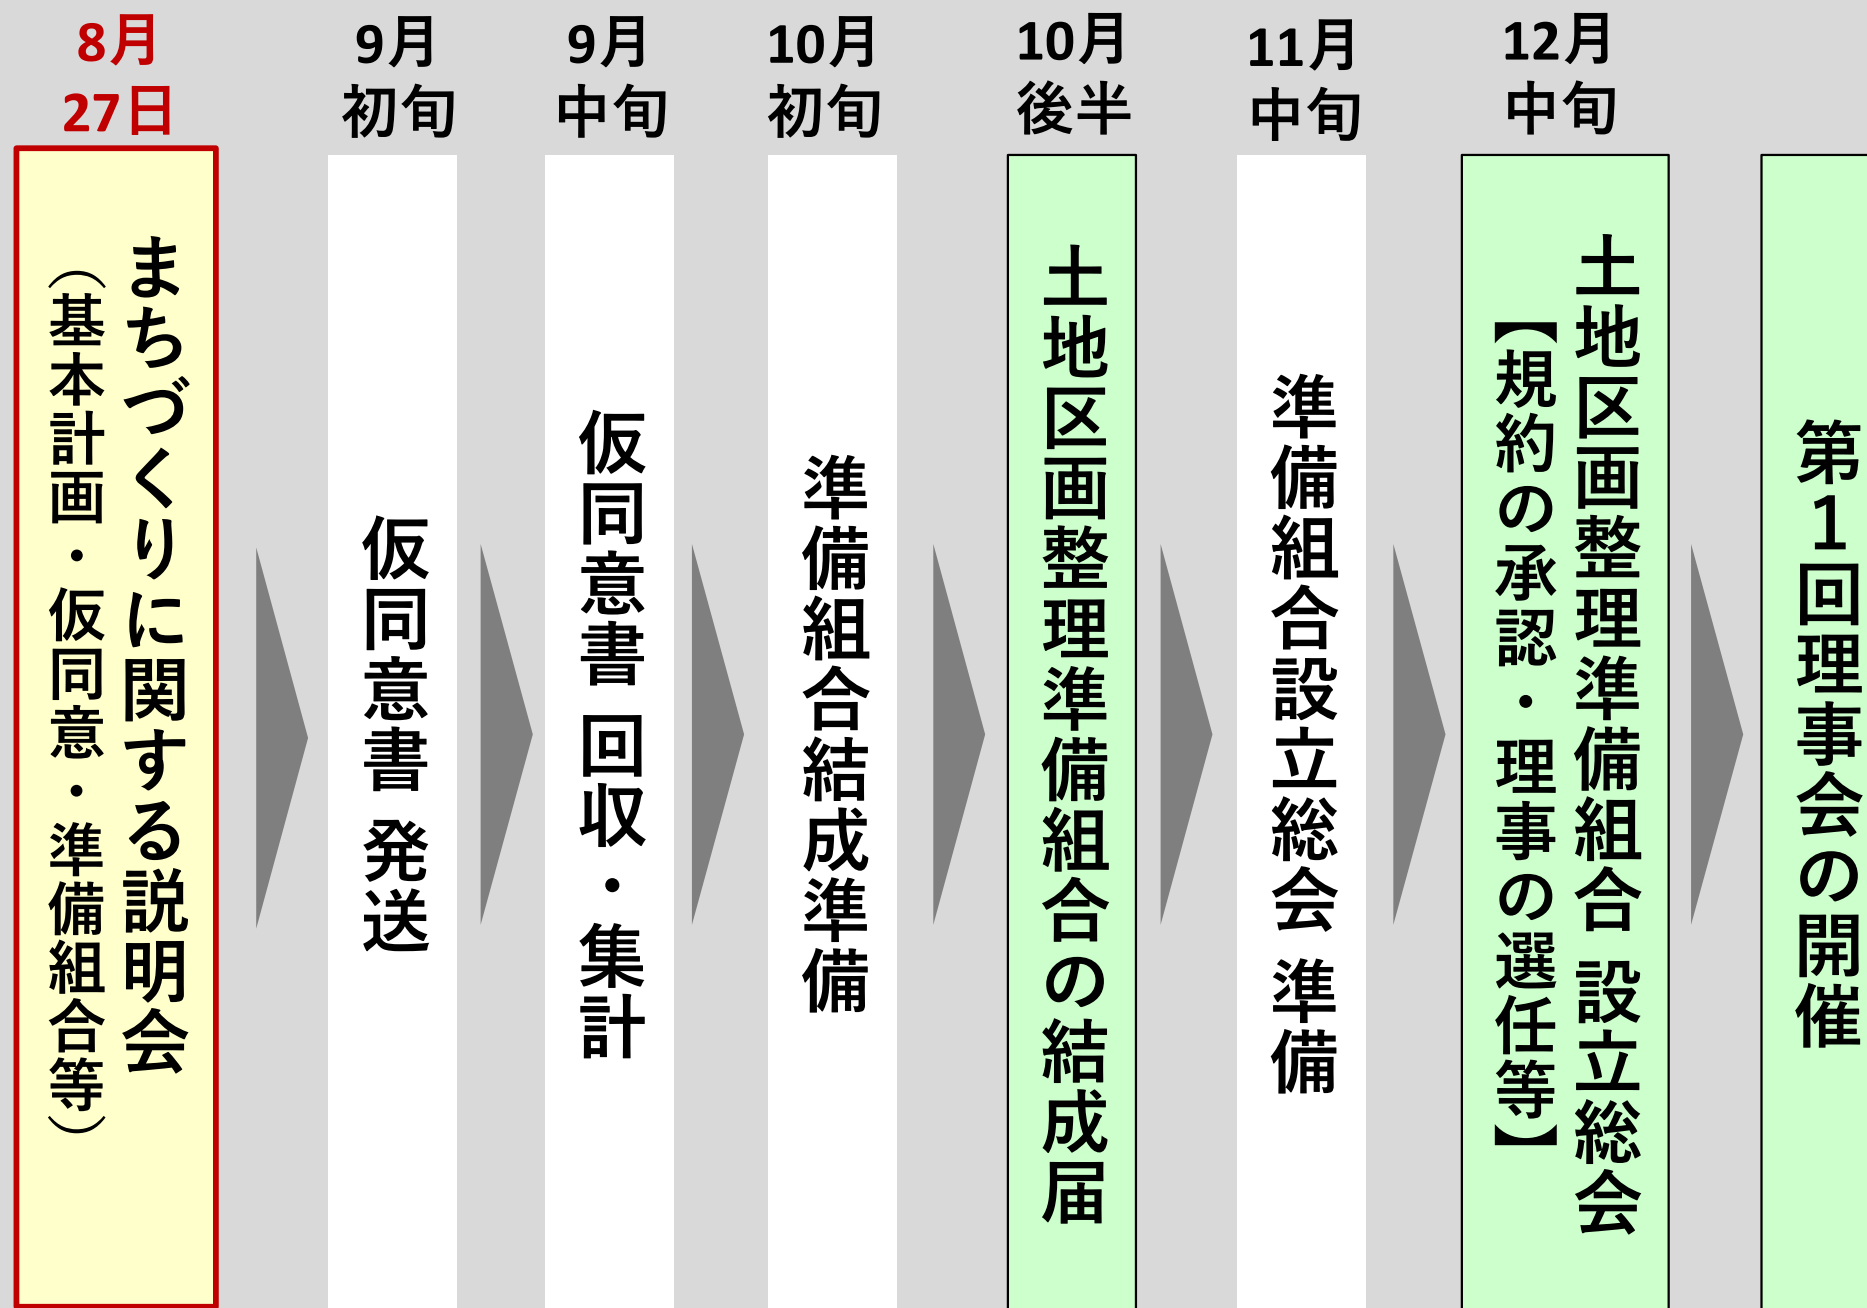 8月
27日
まちづくりに関する説明会
（基本計画・仮同意・準備組合等）
9月
初旬
仮同意書 発送
9月
中旬
仮同意書 回収・集計
10月
初旬
準備組合結成準備
10月
後半
土地区画整理準備組合の結成届
11月
中旬
準備組合設立総会 準備
12月
中旬
土地区画整理準備組合 設立総会
【規約の承認・理事の選任等】
第1回理事会の開催